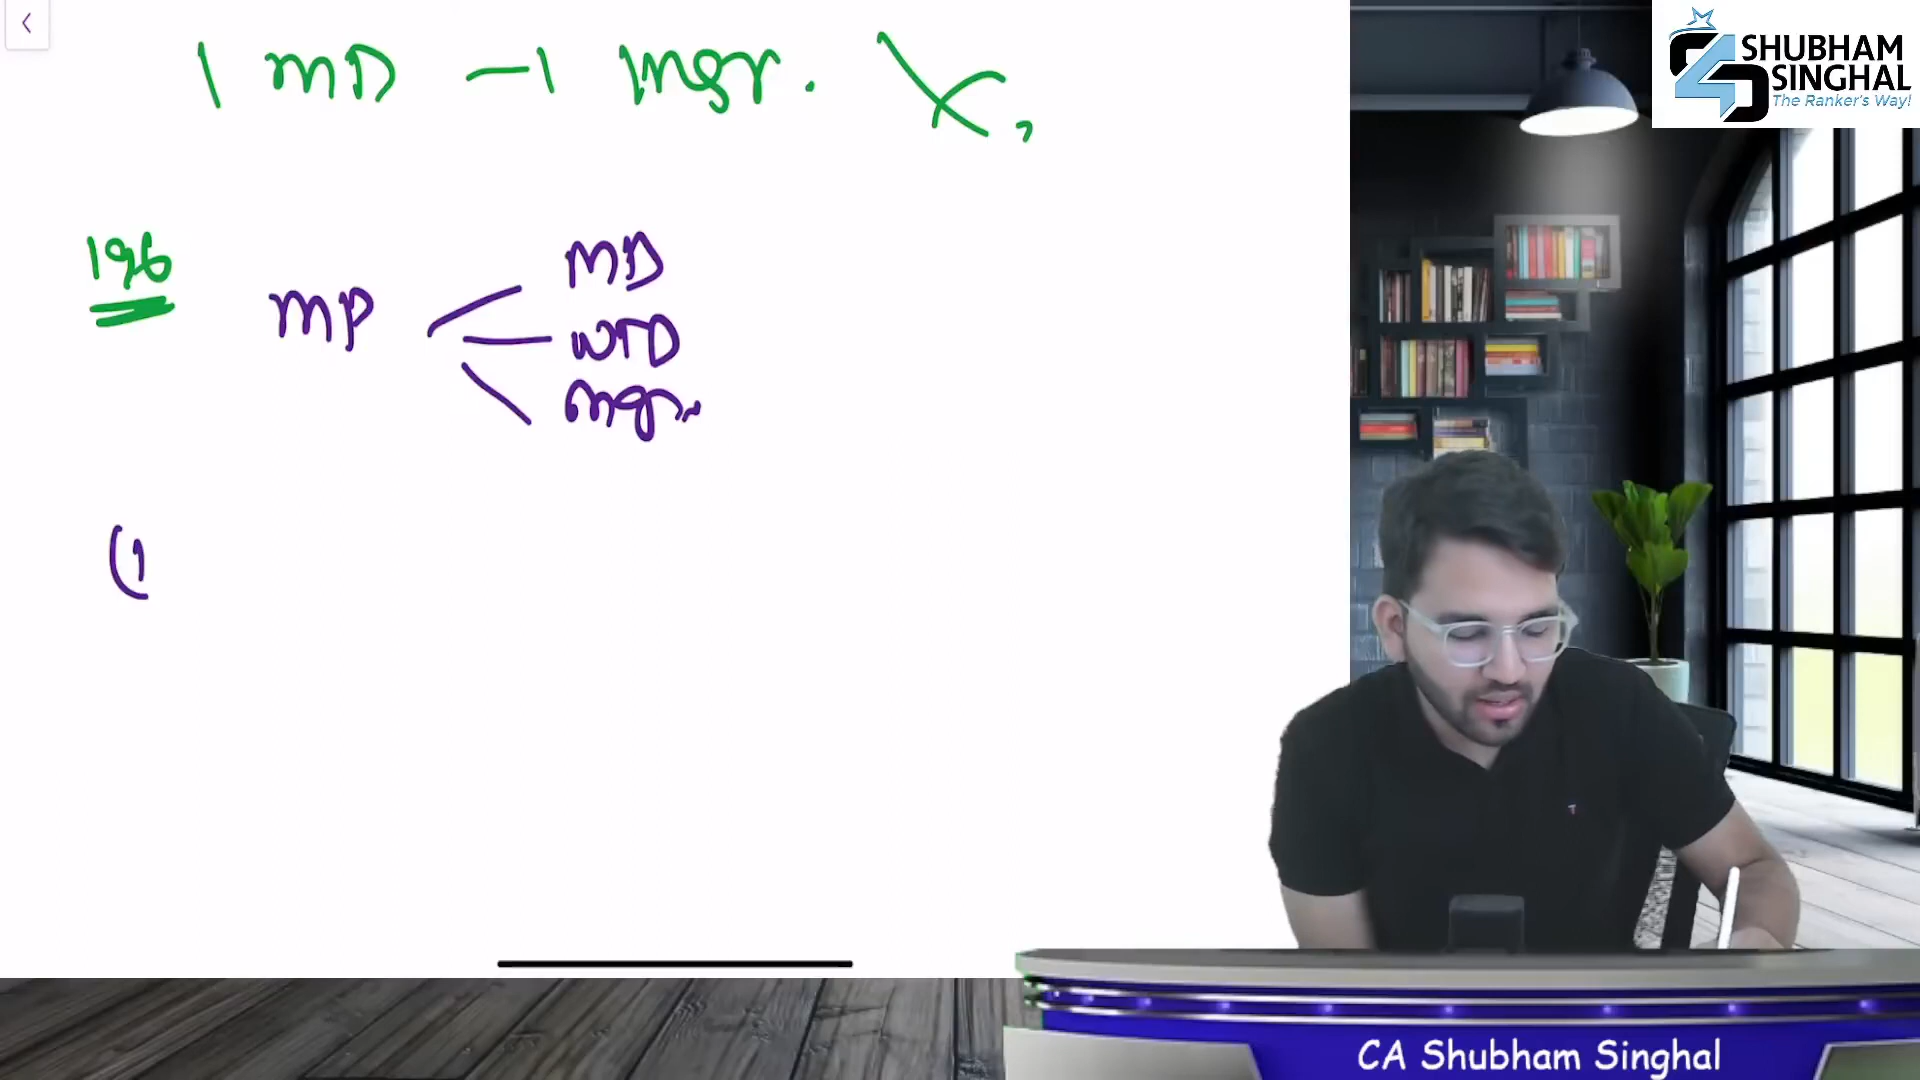 1 MD - 1 Mgr. X,
SHUBHAM
SINGHAL
The Ranker's Way!
196
MP
MD
WTD
Mgr.
(1
CA Shubham Singhal